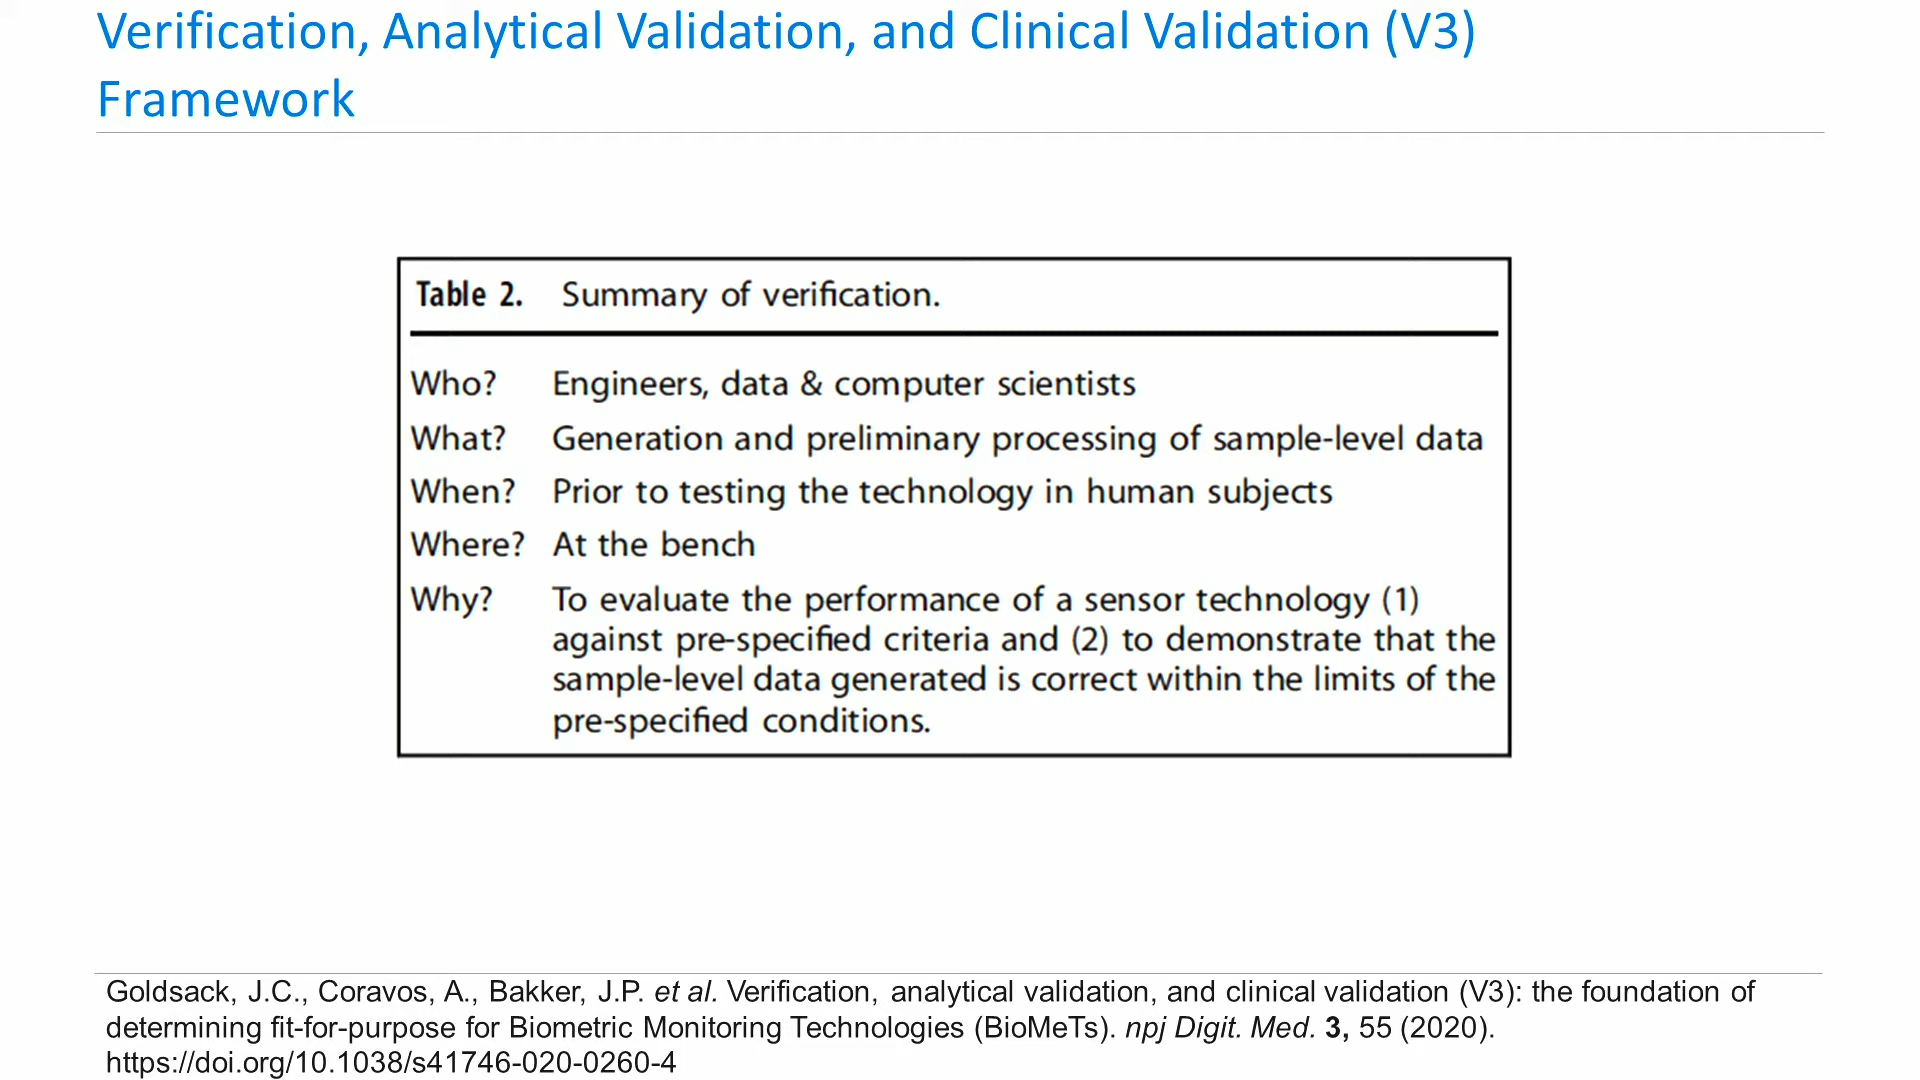 Verification, Analytical Validation, and Clinical Validation (V3)
Framework
Table 2. Summary of verification.
Who? Engineers, data & computer scientists
What? Generation and preliminary processing of sample-level data
When? Prior to testing the technology in human subjects
Where? At the bench
Why? To evaluate the performance of a sensor technology (1)
against pre-specified criteria and (2) to demonstrate that the
sample-level data generated is correct within the limits of the
pre-specified conditions.
Goldsack, J.C., Coravos, A., Bakker, J.P. et al. Verification, analytical validation, and clinical validation (V3): the foundation of
determining fit-for-purpose for Biometric Monitoring Technologies (BioMeTs). npj Digit. Med. 3, 55 (2020).
https://doi.org/10.1038/s41746-020-0260-4